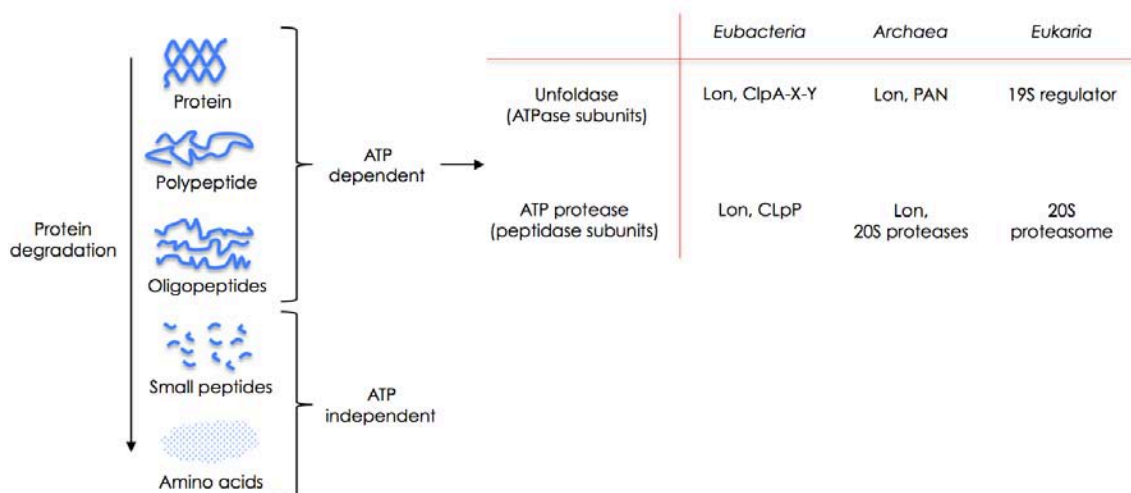 Protein
degradation
Protein
Polypeptide
Oligopeptides
Small peptides
Amino acids
ATP
dependent
ATP
independent
Eubacteria Archaea Eukaria
Unfoldase
(ATPase subunits)
Lon, ClpA-X-Y
Lon, PAN
19S regulator
ATP protease
(peptidase subunits)
Lon, CLpP
Lon,
20S proteases
20S
proteasome